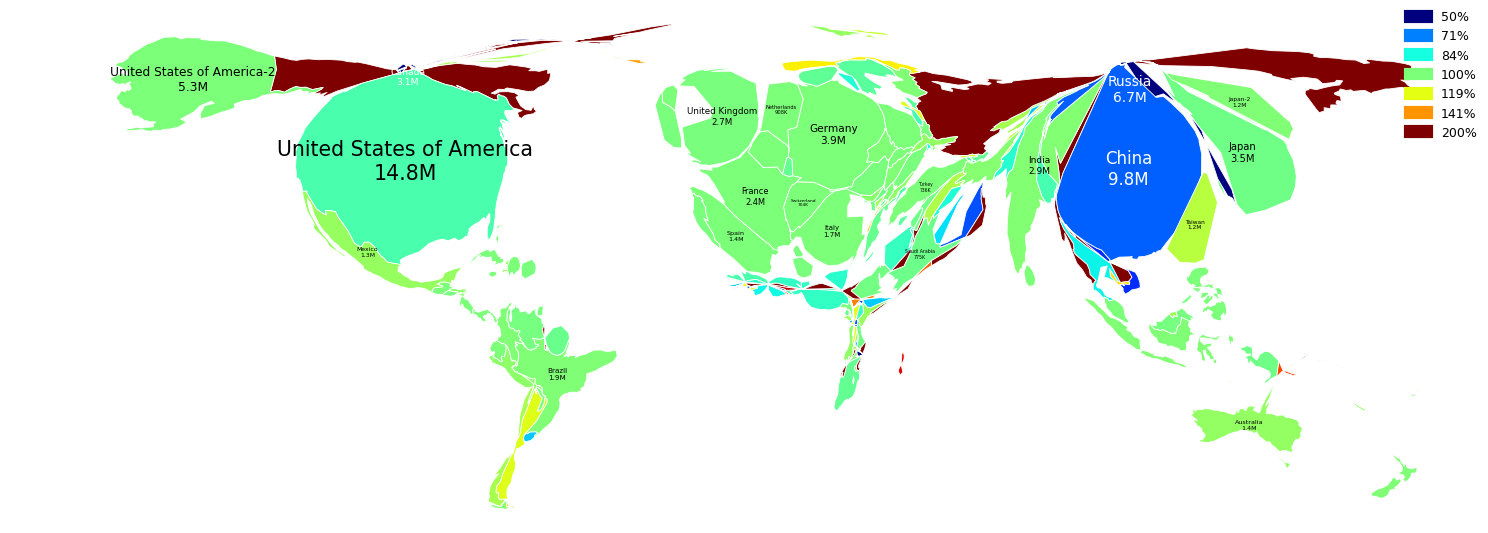 50%
71%
84%
100%
119%
141%
200%
United States of America-2
5.3M
Canada
3.1M
Russia
6.7M
United States of America
14.8M
United Kingdom
2.7M
Netherlands
908K
Germany
3.9M
Japan-2
1.2M
Japan
3.5M
China
9.8M
India
2.9M
France
2.4M
Switzerland
704K
Turkey
736K
Spain
1.4M
Italy
1.7M
Saudi Arabia
775K
Taiwan
1.2M
Mexico
1.3M
Brazil
1.9M
Australia
1.4M